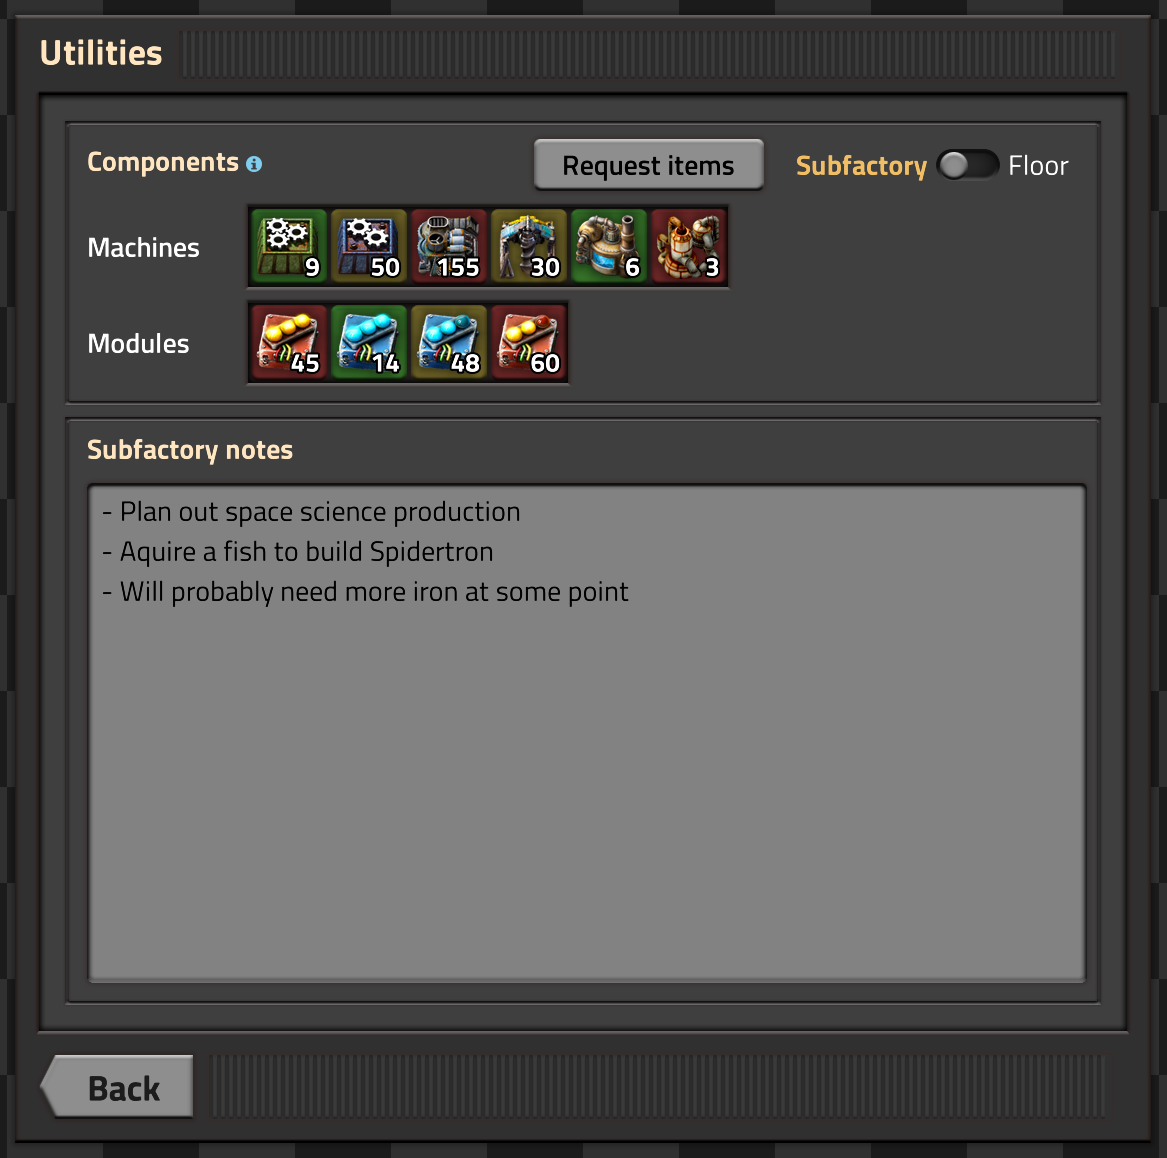 Utilities
Components
Request items
Subfactory Floor
Machines
9 50 155 30 6 3
Modules
45 14 48 60
Subfactory notes
- Plan out space science production
- Aquire a fish to build Spidertron
- Will probably need more iron at some point
Back